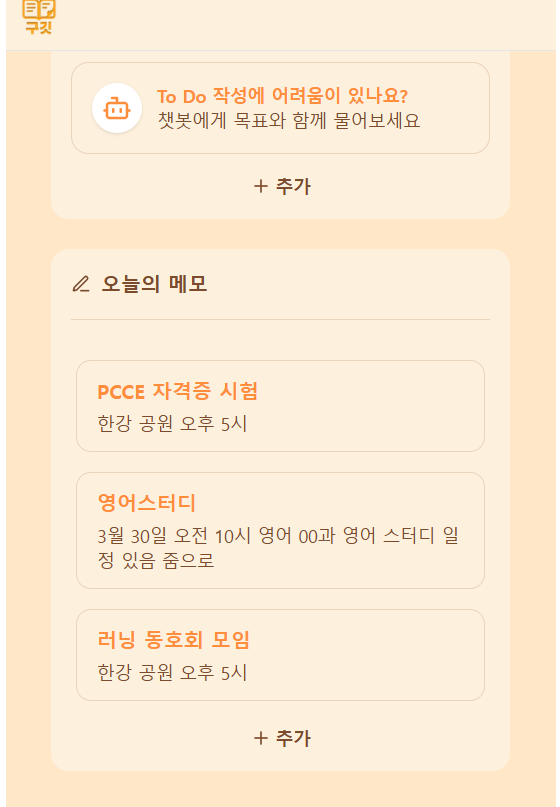 구깃
To Do 작성에 어려움이 있나요?
챗봇에게 목표와 함께 물어보세요
+ 추가
오늘의 메모
PCCE 자격증 시험
한강 공원 오후 5시
영어스터디
3월 30일 오전 10시 영어 00과 영어 스터디 일
정 있음 줌으로
러닝 동호회 모임
한강 공원 오후 5시
+ 추가